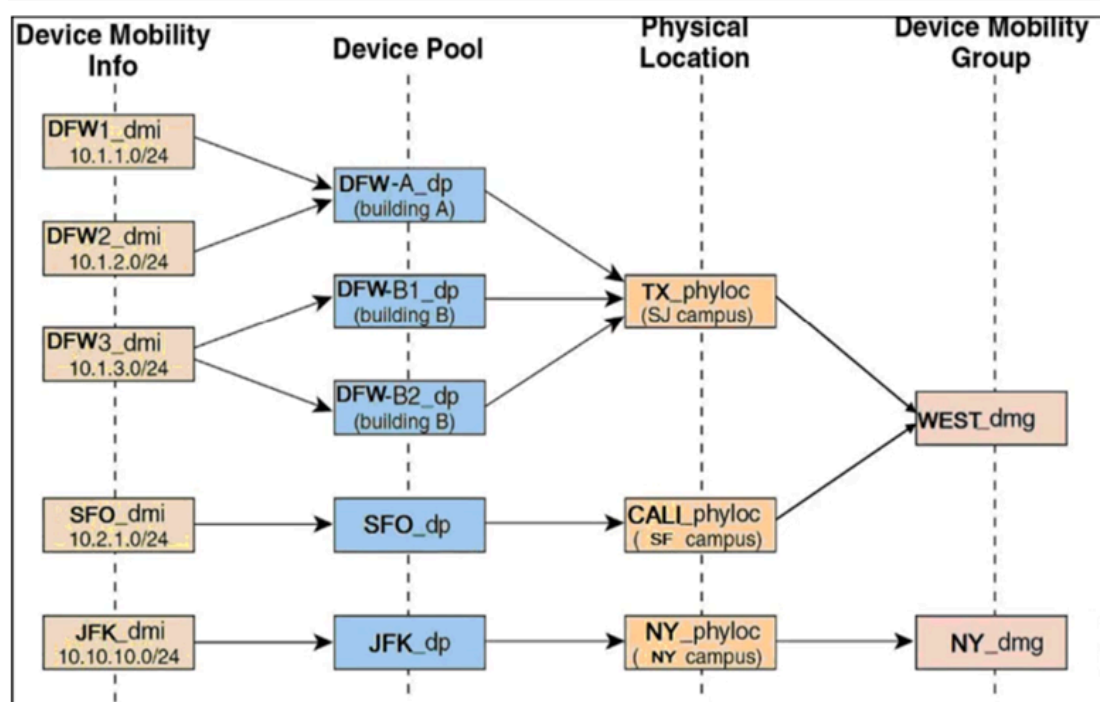 Device Mobility
Info
Device Pool
Physical
Location
Device Mobility
Group
DFW1_dmi
10.1.1.0/24
DFW-A_dp
(building A)
DFW2_dmi
10.1.2.0/24
DFW-B1_dp
(building B)
TX_phyloc
(SJ campus)
DFW3_dmi
10.1.3.0/24
DFW-B2_dp
(building B)
WEST_dmg
SFO_dmi
10.2.1.0/24
SFO_dp
CALI_phyloc
( SF campus)
JFK_dmi
10.10.10.0/24
JFK_dp
NY_phyloc
( NY campus)
NY_dmg